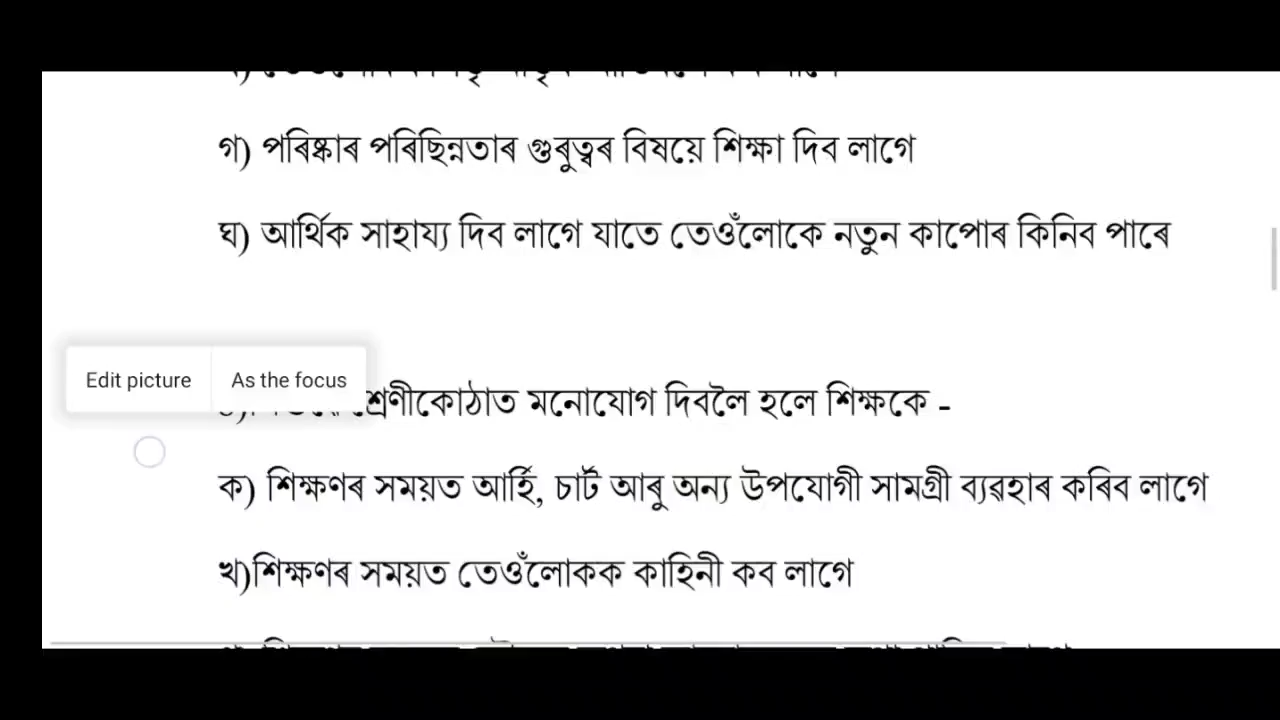 গ) পৰিষ্কাৰ পৰিছিন্নতাৰ গুৰুত্বৰ বিষয়ে শিক্ষা দিব লাগে
ঘ) আৰ্থিক সাহায্য দিব লাগে যাতে তেওঁলোকে নতুন কাপোৰ কিনিব পাৰে
Edit picture As the focus
শ্ৰেণীকোঠাত মনোযোগ দিবলৈ হলে শিক্ষকে -
ক) শিক্ষণৰ সময়ত আৰ্হি, চাৰ্ট আৰু অন্য উপযোগী সামগ্ৰী ব্যৱহাৰ কৰিব লাগে
খ)শিক্ষণৰ সময়ত তেওঁলোকক কাহিনী কব লাগে